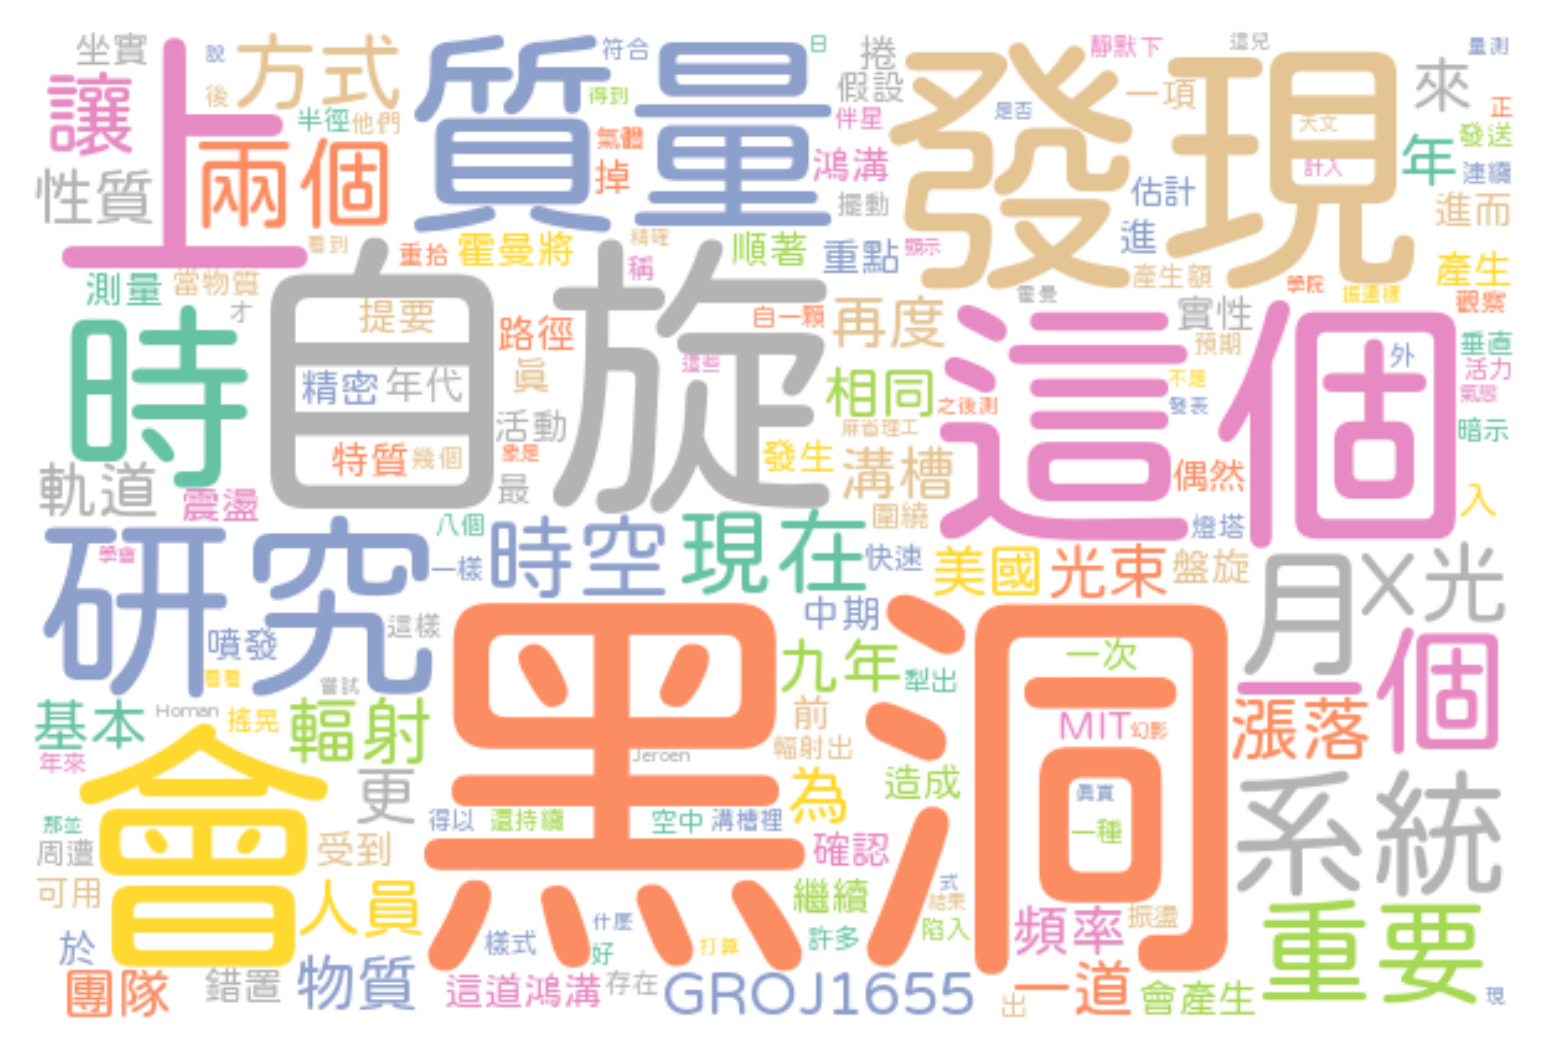 坐實
說
方式
質量
符合
日
捲
發現
靜默下
這兄
量測
讓
上
後
半徑
他們
得到
假設
一項
來
性質
兩個
氣體
掉
伴星
鴻溝
擺動
是否
天文
計入
正
發送
年
連續
估計
進而
看到
重拾
霍曼將
精確
稱
順著
重點
顯示
進
產生額
產生
測量
當物質
才
自旋
霍曼
學院
振盪模
觀察
時
提要
路徑
自一顆
再度
這個
實性
預期
外
垂直
活力
精密
年代
眞
這些
相同
之後測
不是
發表
氣態
特質
幾個
活動
象是
麻省理工
發生
溝槽
偶然
暗示
軌道
震盪
最
圍繞
燈塔
入
研究
學會
八個
一樣
時空
現在
快速
美國
光束
盤旋
月
X光
噴發
這樣
看看
嘗試
黑洞
中期
九年
犁出
一次
一
個
基本
Homan
搖晃
輻射
年來
Jeroen
前
輻射出
MIT
幻影
漲落
會
更
為
造成
眞實
一種
系統
那並
周遭
得以
還持續
空中
溝槽裡
確認
受到
可用
人員
繼續
式
結果
陷入
頻率
振盪
重要
於
樣式
什麼
好
打算
許多
團隊
錯置
物質
這道鴻溝
存在
GROJ1655
出
一道
會產生
現